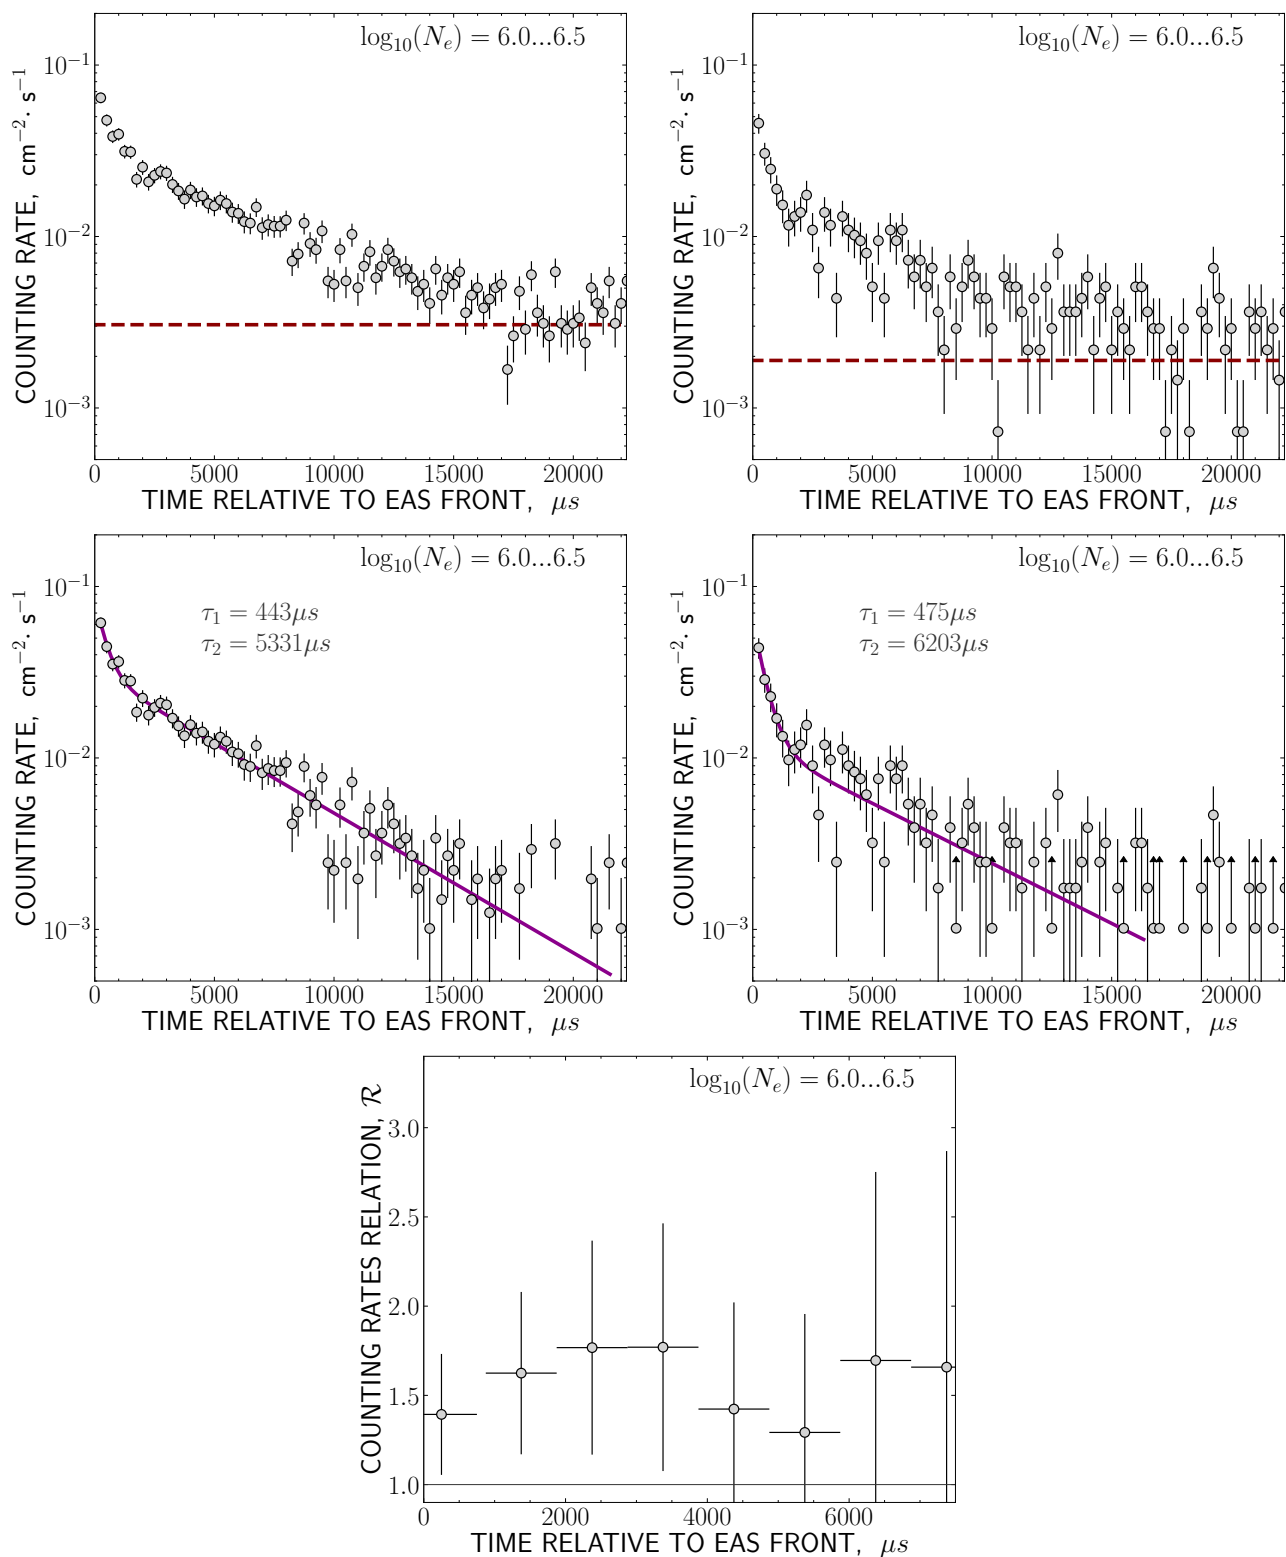 log₁₀(Nₑ) = 6.0...6.5
COUNTING RATE, cm⁻²· s⁻¹
10⁻¹
10⁻²
10⁻³
0 5000 10000 15000 20000
TIME RELATIVE TO EAS FRONT, μs
log₁₀(Nₑ) = 6.0...6.5
COUNTING RATE, cm⁻²· s⁻¹
10⁻¹
10⁻²
10⁻³
0 5000 10000 15000 20000
TIME RELATIVE TO EAS FRONT, μs
log₁₀(Nₑ) = 6.0...6.5
τ₁ = 443μs
τ₂ = 5331μs
COUNTING RATE, cm⁻²· s⁻¹
10⁻¹
10⁻²
10⁻³
0 5000 10000 15000 20000
TIME RELATIVE TO EAS FRONT, μs
log₁₀(Nₑ) = 6.0...6.5
τ₁ = 475μs
τ₂ = 6203μs
COUNTING RATE, cm⁻²· s⁻¹
10⁻¹
10⁻²
10⁻³
0 5000 10000 15000 20000
TIME RELATIVE TO EAS FRONT, μs
log₁₀(Nₑ) = 6.0...6.5
COUNTING RATES RELATION, ℛ
3.0
2.5
2.0
1.5
1.0
0 2000 4000 6000
TIME RELATIVE TO EAS FRONT, μs